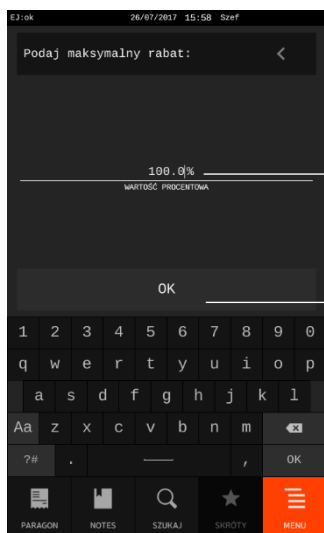 EJ:ok 26/07/2017 15:58 Szef
Podaj maksymalny rabat: <
100.0%
WARTOŚĆ PROCENTOWA
OK
1 2 3 4 5 6 7 8 9 0
q w e r t y u i o p
a s d f g h j k l
Aa z x c v b n m
?# . , OK
PARAGON NOTES SZUKAJ SKRÓTY MENU